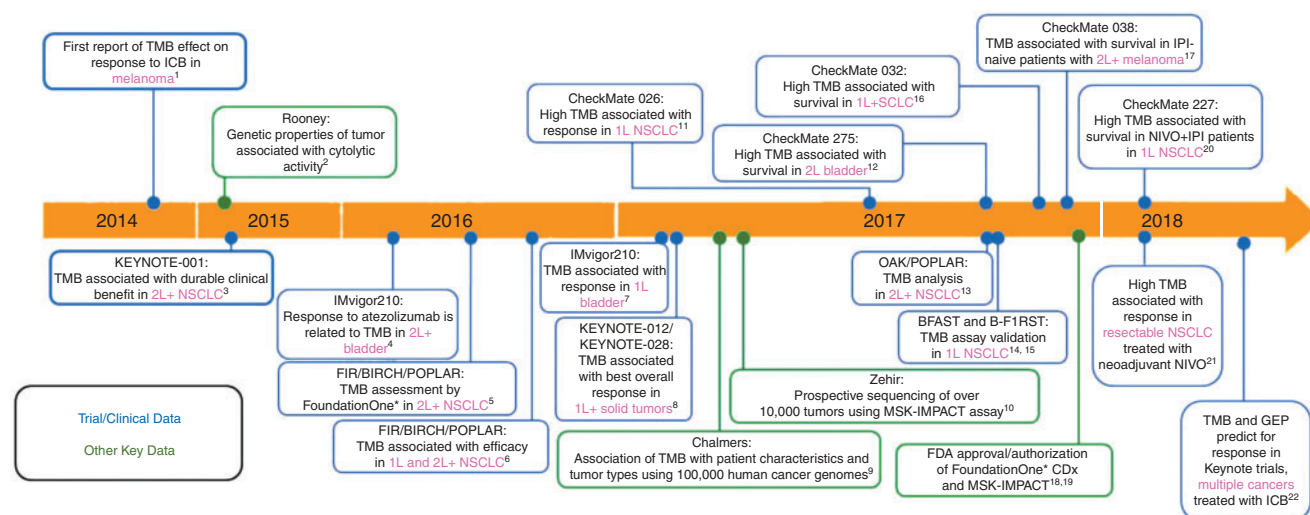 First report of TMB effect on
response to ICB in
melanoma¹
Rooney:
Genetic properties of tumor
associated with cytolytic
activity²
CheckMate 026:
High TMB associated with
response in 1L NSCLC¹¹
CheckMate 032:
High TMB associated with
survival in 1L+SCLC¹⁶
CheckMate 275:
High TMB associated with
survival in 2L bladder¹²
CheckMate 038:
TMB associated with survival in IPI-
naive patients with 2L+ melanoma¹⁷
CheckMate 227:
High TMB associated with
survival in NIVO+IPI patients
in 1L NSCLC²⁰
2014 2015 2016 2017 2018
KEYNOTE-001:
TMB associated with durable clinical
benefit in 2L+ NSCLC³
IMvigor210:
Response to atezolizumab is
related to TMB in 2L+
bladder⁴
FIR/BIRCH/POPLAR:
TMB assessment by
FoundationOne* in 2L+ NSCLC⁵
FIR/BIRCH/POPLAR:
TMB associated with efficacy
in 1L and 2L+ NSCLC⁶
IMvigor210:
TMB associated with
response in 1L
bladder⁷
KEYNOTE-012/
KEYNOTE-028:
TMB associated
with best overall
response in
1L+ solid tumors⁸
Chalmers:
Association of TMB with patient characteristics and
tumor types using 100,000 human cancer genomes⁹
Zehir:
Prospective sequencing of over
10,000 tumors using MSK-IMPACT assay¹⁰
OAK/POPLAR:
TMB analysis
in 2L+ NSCLC¹³
BFAST and B-F1RST:
TMB assay validation
in 1L NSCLC¹⁴, ¹⁵
FDA approval/authorization
of FoundationOne* CDx
and MSK-IMPACT¹⁸,¹⁹
High TMB
associated with
response in
resectable NSCLC
treated with
neoadjuvant NIVO²¹
TMB and GEP
predict for
response in
Keynote trials,
multiple cancers
treated with ICB²²
Trial/Clinical Data
Other Key Data